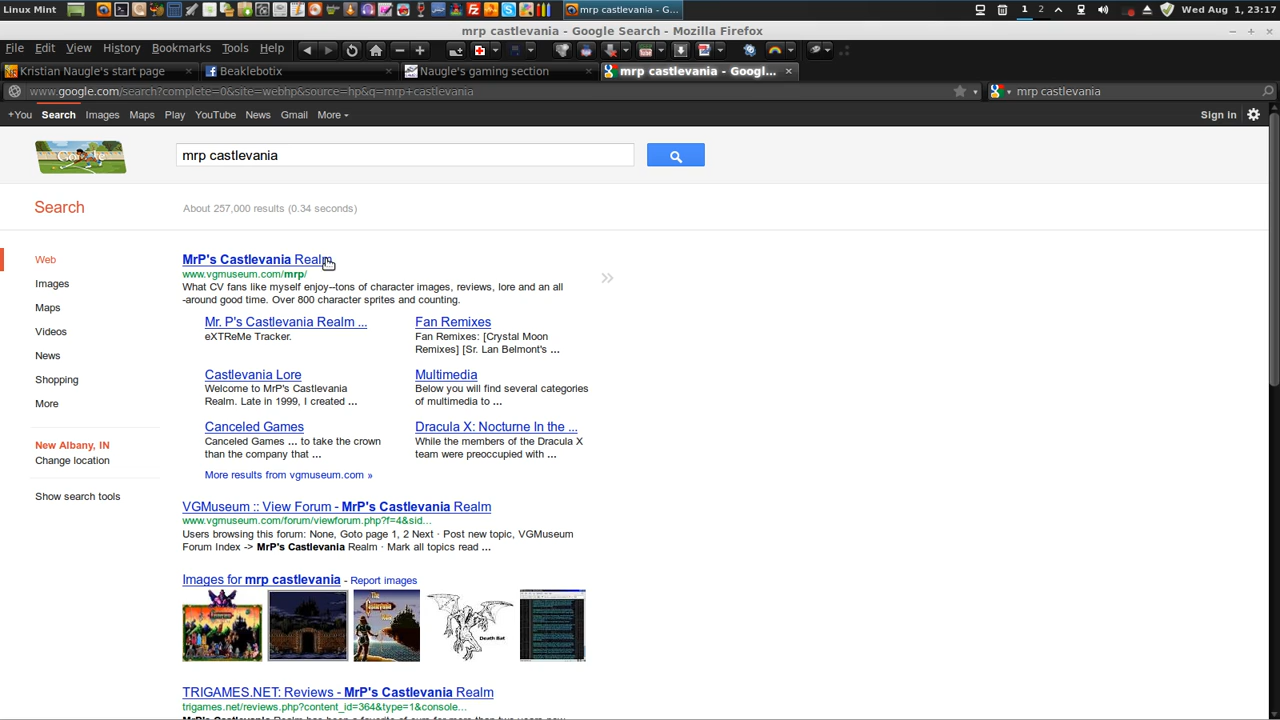 Linux Mint
mrp castlevania - G...
1 2
Wed Aug 1, 23:17
mrp castlevania - Google Search - Mozilla Firefox
File Edit View History Bookmarks Tools Help
Kristian Naugle's start page
Beaklebotix
Naugle's gaming section
mrp castlevania - Googl...
www.google.com/search?complete=0&site=webhp&source=hp&q=mrp+castlevania
mrp castlevania
+You Search Images Maps Play YouTube News Gmail More
Sign in
mrp castlevania
Search
About 257,000 results (0.34 seconds)
Web
Images
Maps
Videos
News
Shopping
More
New Albany, IN
Change location
Show search tools
MrP's Castlevania Realm
www.vgmuseum.com/mrp/
What CV fans like myself enjoy--tons of character images, reviews, lore and an all
-around good time. Over 800 character sprites and counting.
Mr. P's Castlevania Realm ...
eXTReMe Tracker.
Fan Remixes
Fan Remixes: [Crystal Moon
Remixes] [Sr. Lan Belmont's ...
Castlevania Lore
Welcome to MrP's Castlevania
Realm. Late in 1999, I created ...
Multimedia
Below you will find several categories
of multimedia to ...
Canceled Games
Canceled Games ... to take the crown
than the company that ...
Dracula X: Nocturne In the ...
While the members of the Dracula X
team were preoccupied with ...
More results from vgmuseum.com »
VGMuseum :: View Forum - MrP's Castlevania Realm
www.vgmuseum.com/forum/viewforum.php?f=4&sid...
Users browsing this forum: None, Goto page 1, 2 Next · Post new topic, VGMuseum
Forum Index -> MrP's Castlevania Realm · Mark all topics read ...
Images for mrp castlevania - Report images
Death Bat
TRIGAMES.NET: Reviews - MrP's Castlevania Realm
trigames.net/reviews.php?content_id=364&type=1&console...